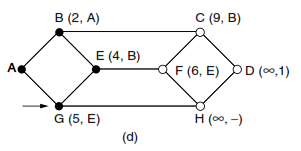 B (2, A)
C (9, B)
E (4, B)
A
F (6, E)
D (∞,1)
G (5, E)
H (∞, −)
(d)